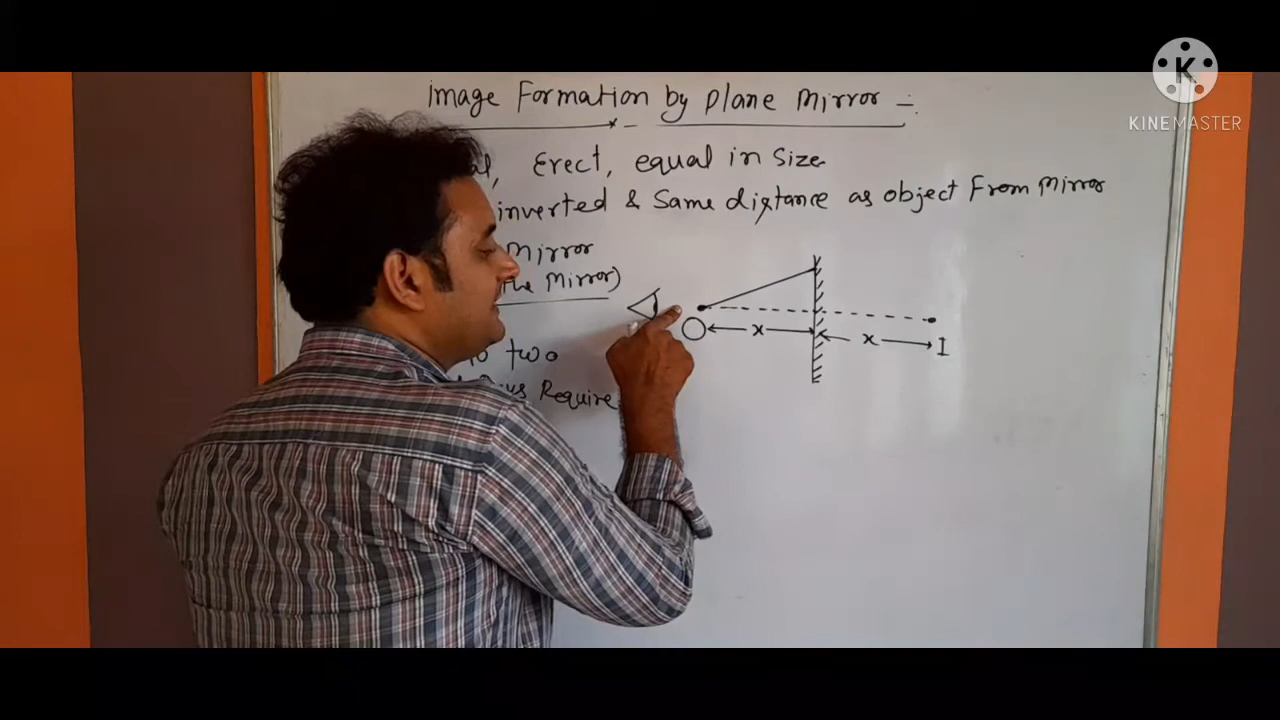 Image Formation by Plane Mirror -:
Erect, equal in Size
inverted & Same distance as object From Mirror
Mirror
the Mirror)
two
Require
O
x
x
I
K
KINEMASTER